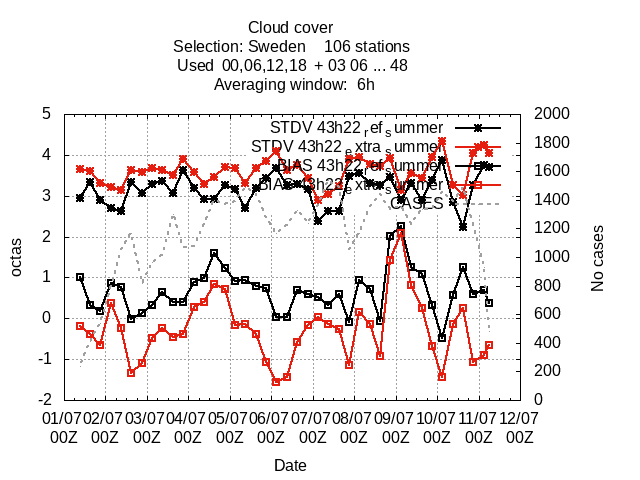 Cloud cover
Selection: Sweden 106 stations
Used 00,06,12,18 + 03 06 ... 48
Averaging window: 6h
STDV 43h22 ref summer
STDV 43h22 extra summer
BIAS 43h22 ref summer
BIAS 43h22 extra summer
CASES
5
4
3
2
1
0
-1
-2
octas
2000
1800
1600
1400
1200
1000
800
600
400
200
0
No cases
01/07 02/07 03/07 04/07 05/07 06/07 07/07 08/07 09/07 10/07 11/07 12/07
00Z 00Z 00Z 00Z 00Z 00Z 00Z 00Z 00Z 00Z 00Z 00Z
Date